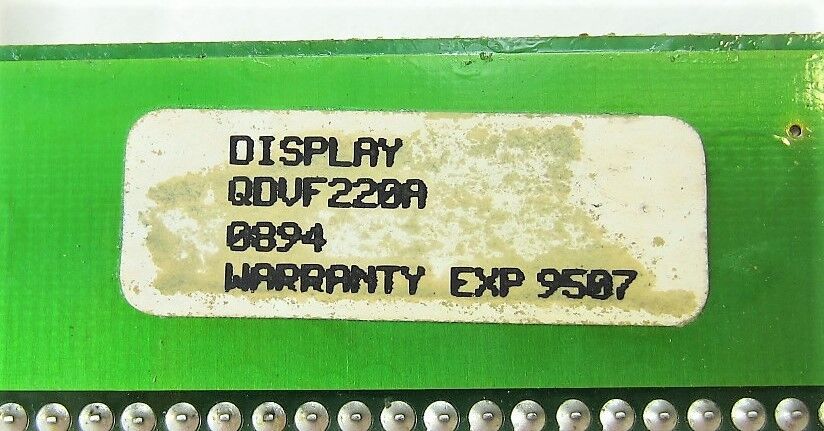 DISPLAY
QDVF220A
0894
WARRANTY EXP 9507